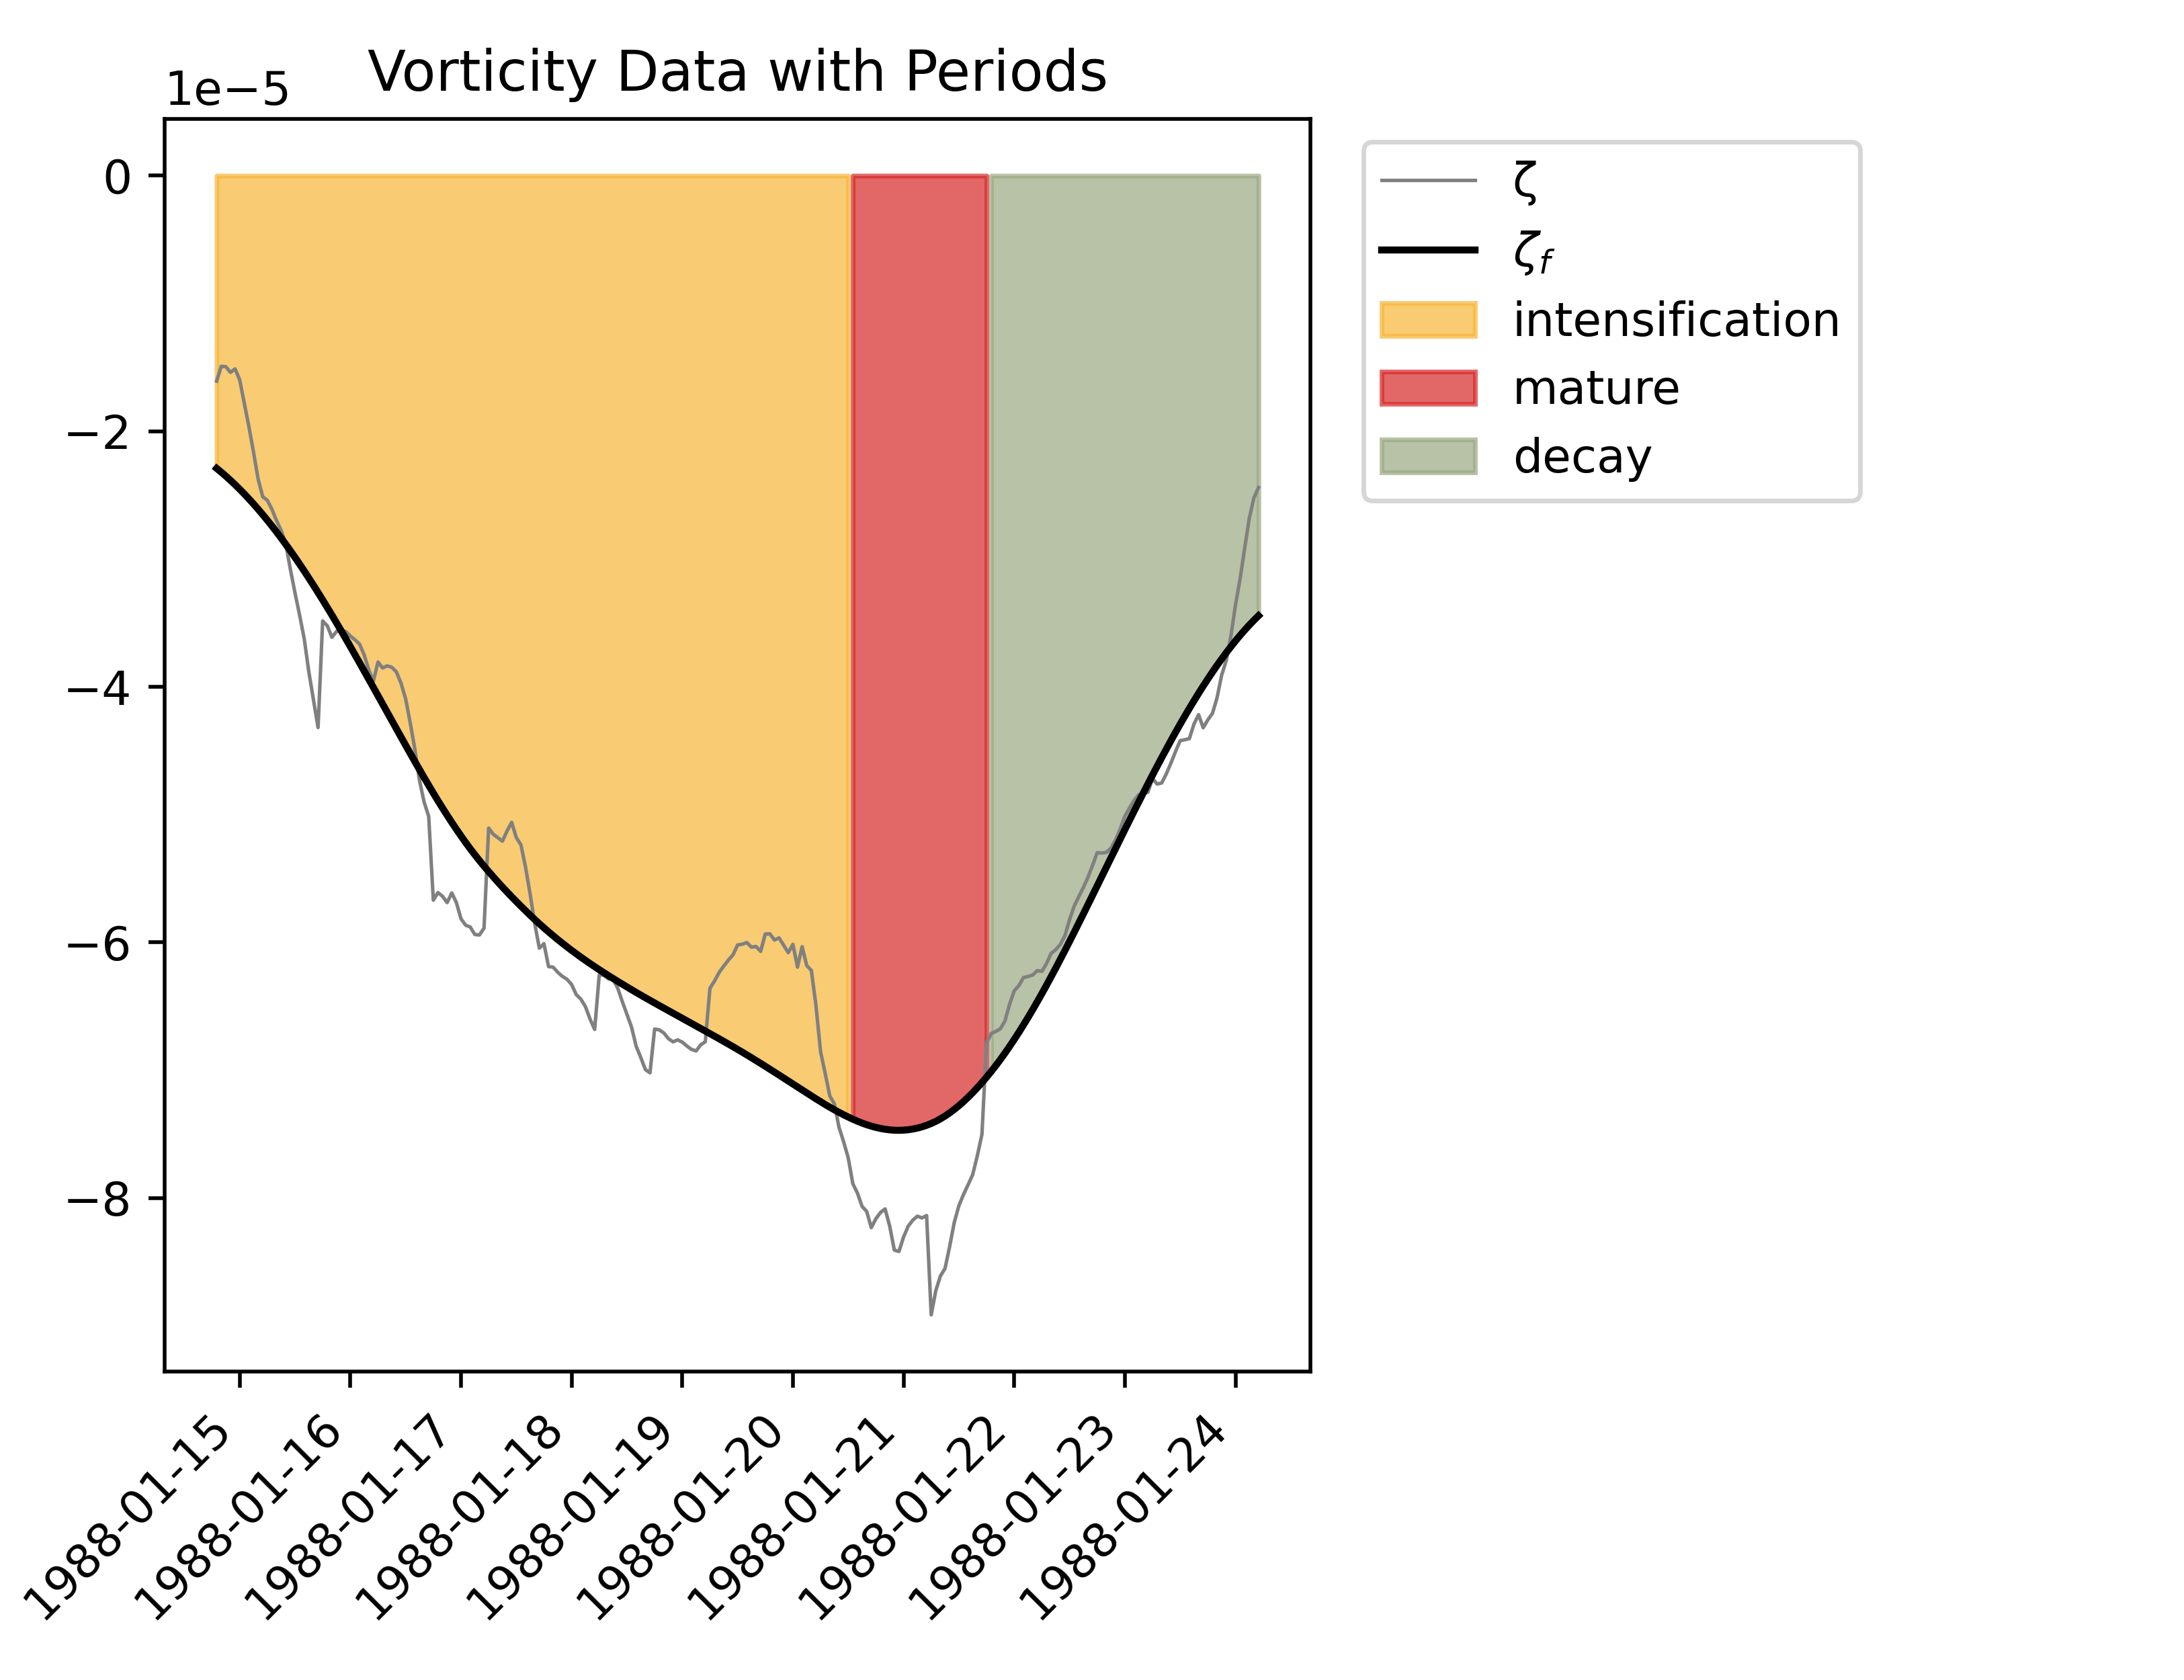 Vorticity Data with Periods
1e−5
0
−2
−4
−6
−8
1988-01-15
1988-01-16
1988-01-17
1988-01-18
1988-01-19
1988-01-20
1988-01-21
1988-01-22
1988-01-23
1988-01-24
ζ
ζf
intensification
mature
decay